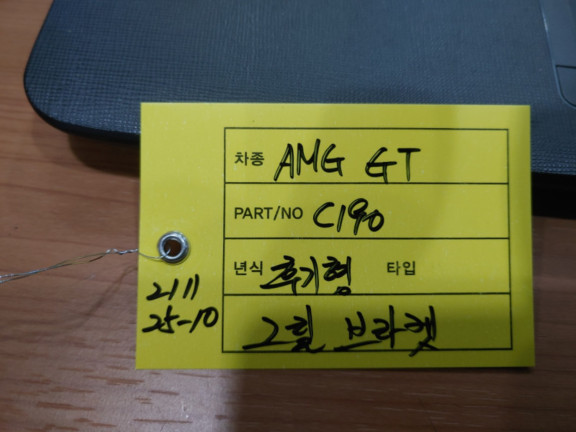 차종 AMG GT
PART/NO C190
년식 후기형 타입
그릴 브라켓
2111
25-10